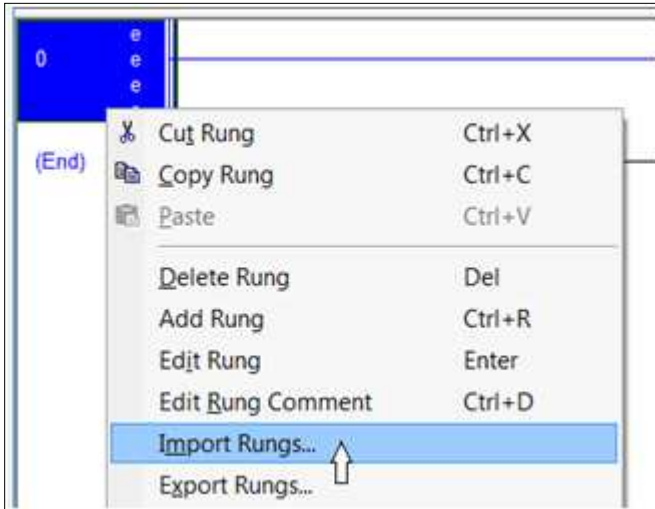 e
0 e
e
(End)
Cut Rung Ctrl+X
Copy Rung Ctrl+C
Paste Ctrl+V
Delete Rung Del
Add Rung Ctrl+R
Edit Rung Enter
Edit Rung Comment Ctrl+D
Import Rungs...
Export Rungs...